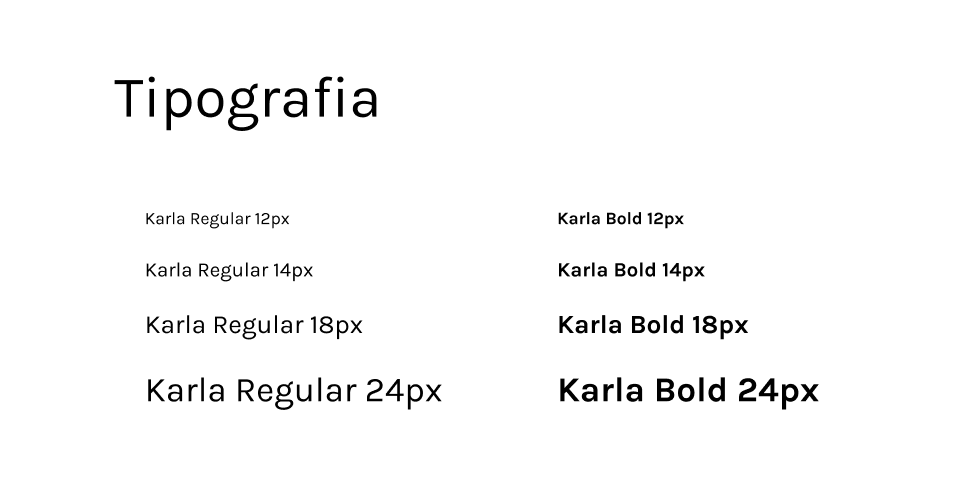 Tipografia
Karla Regular 12px
Karla Bold 12px
Karla Regular 14px
Karla Bold 14px
Karla Regular 18px
Karla Bold 18px
Karla Regular 24px
Karla Bold 24px